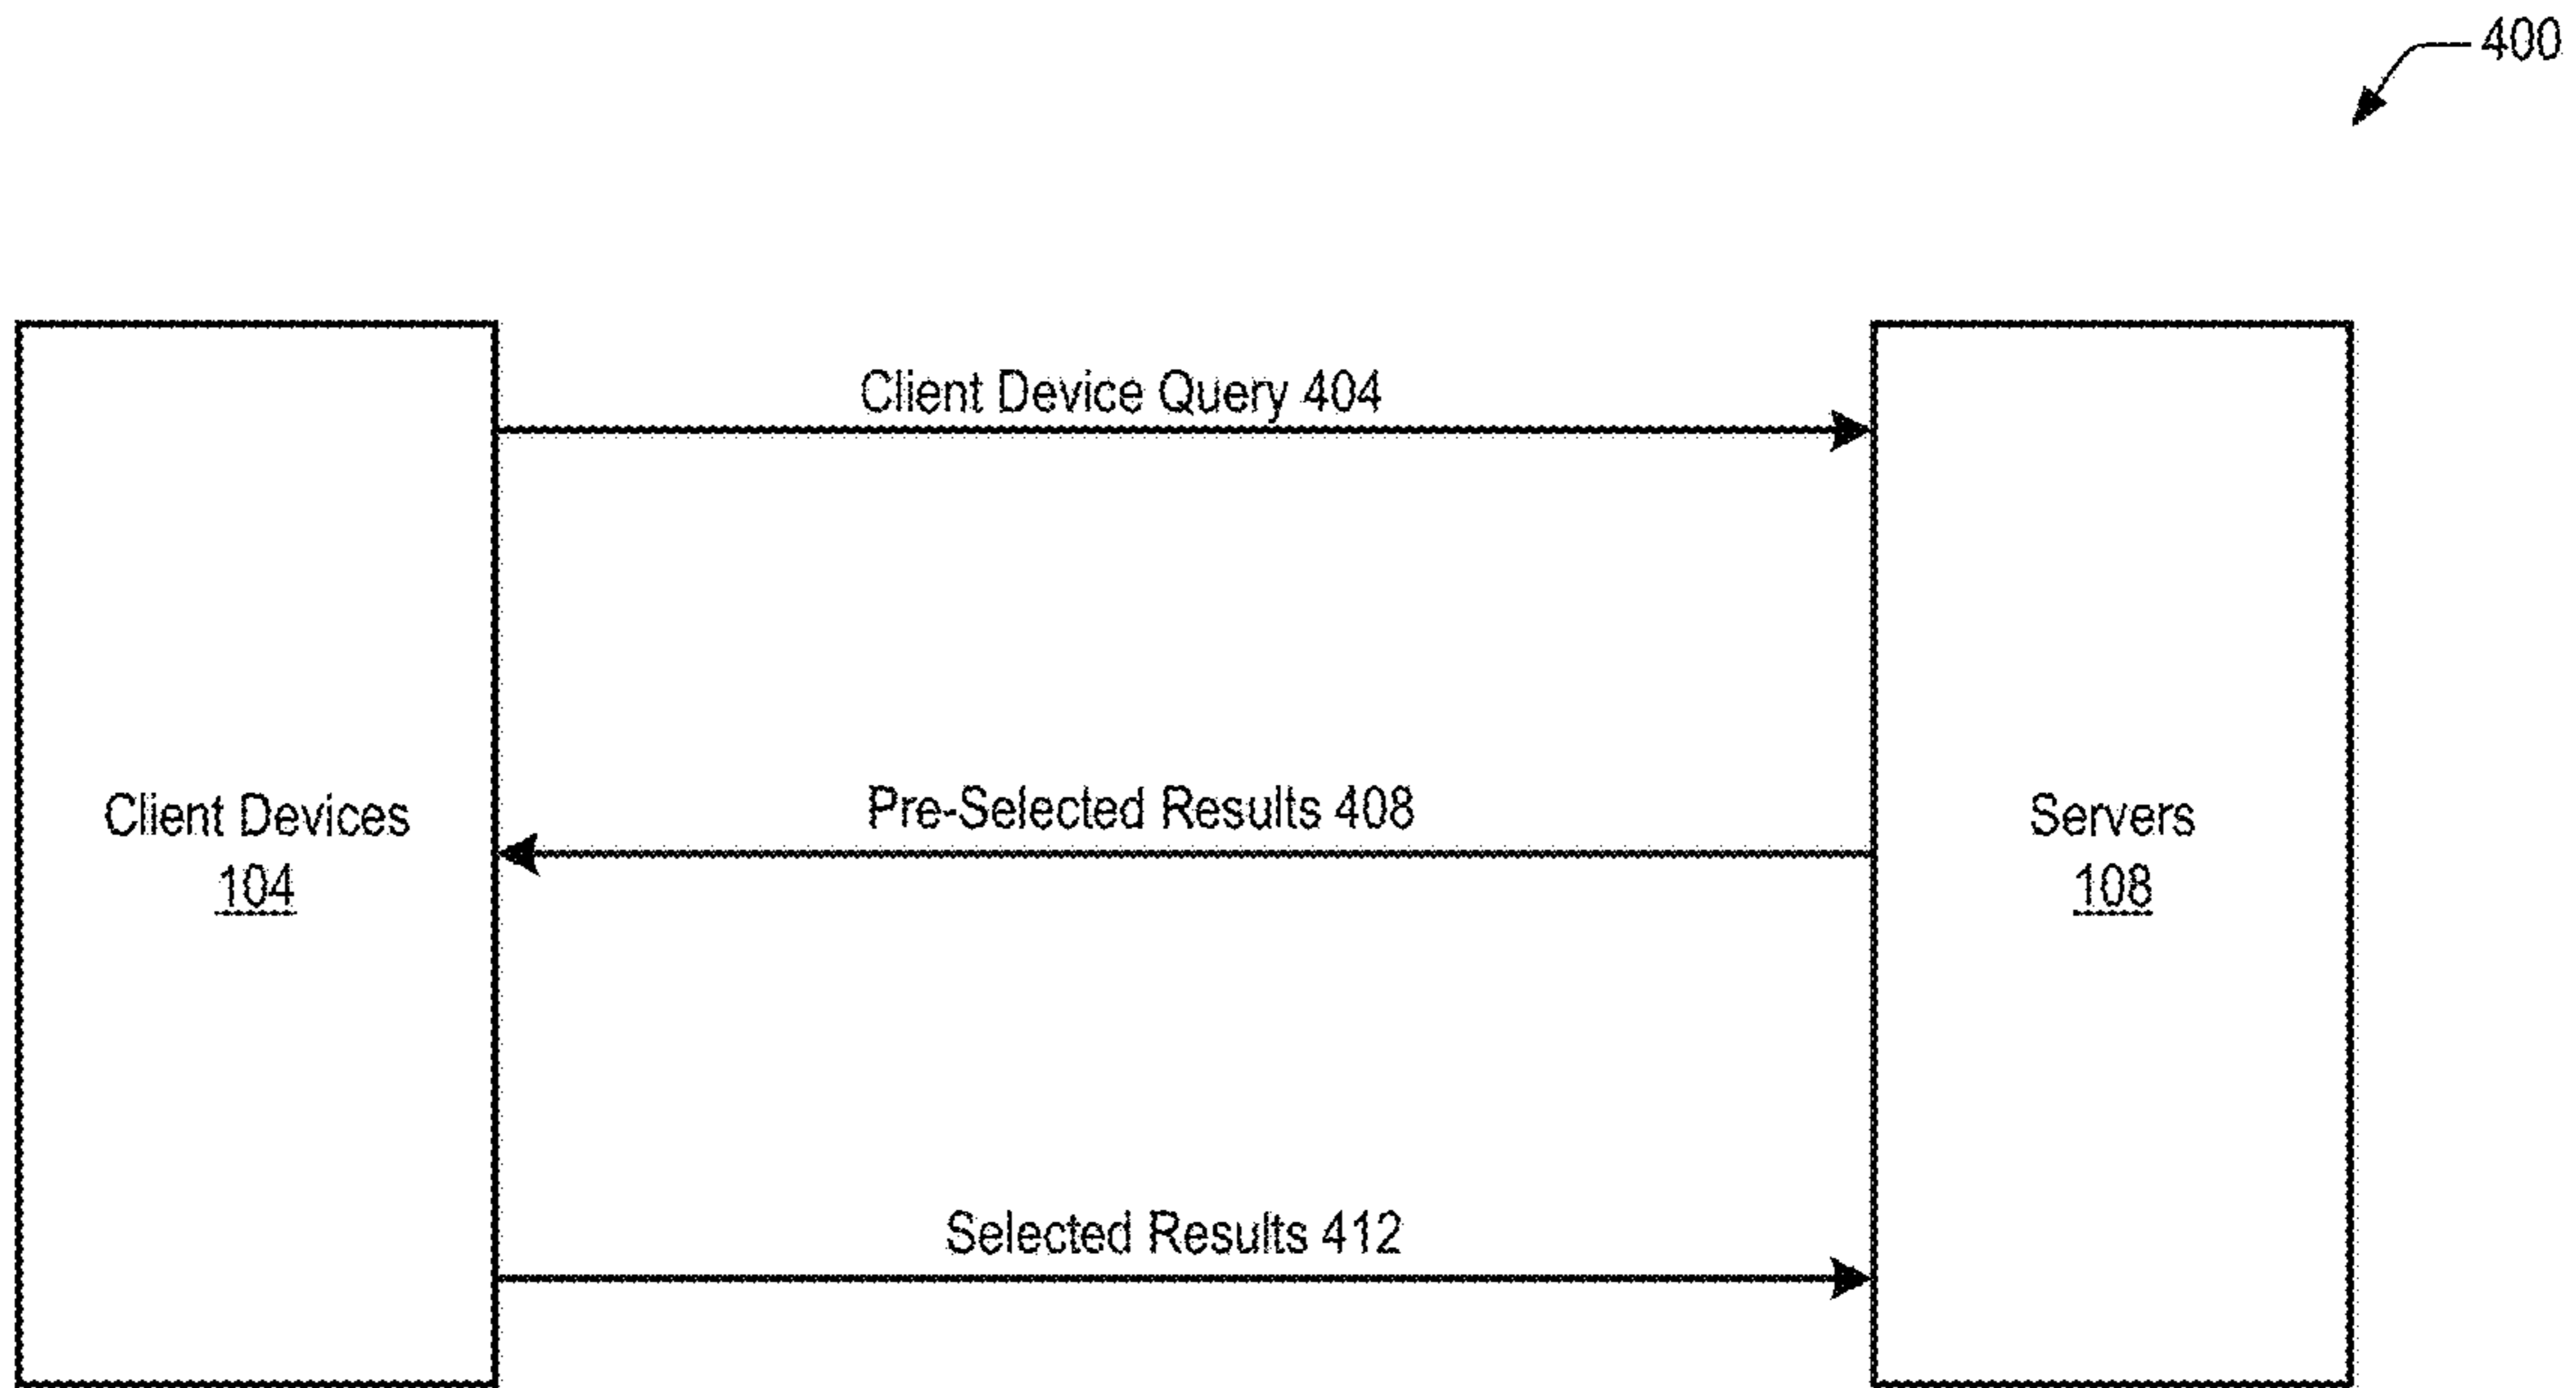 400
Client Device Query 404
Pre-Selected Results 408
Client Devices
104
Servers
108
Selected Results 412